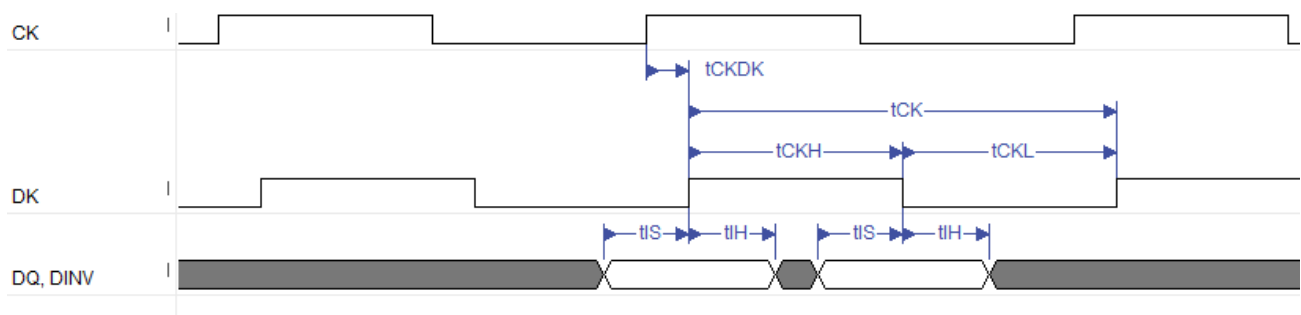 CK
tCKDK
tCK
tCKH tCKL
DK
tIS tIH tIS tIH
DQ, DINV